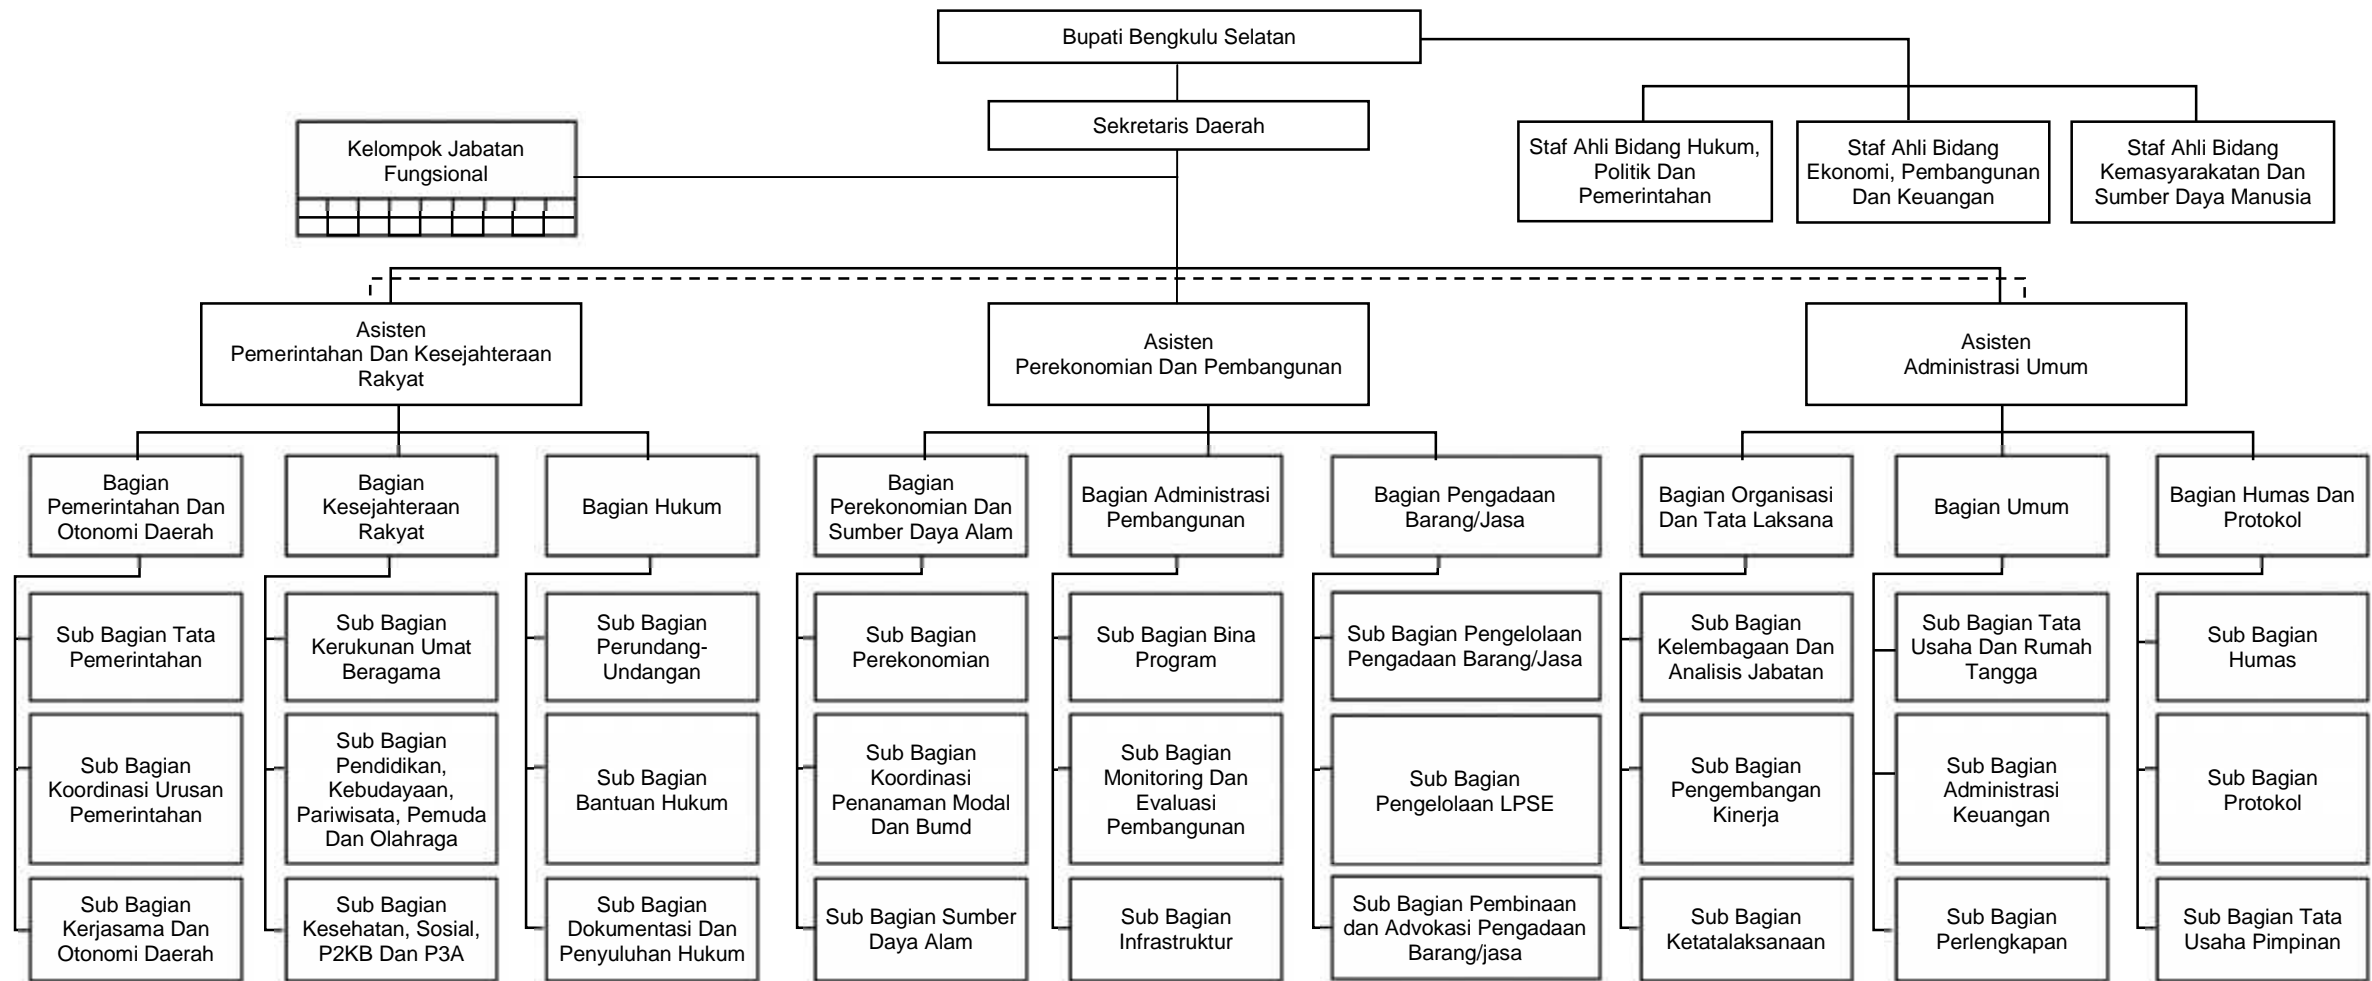 Bupati Bengkulu Selatan
Sekretaris Daerah
Kelompok Jabatan
Fungsional
Staf Ahli Bidang Hukum,
Politik Dan
Pemerintahan
Staf Ahli Bidang
Ekonomi, Pembangunan
Dan Keuangan
Staf Ahli Bidang
Kemasyarakatan Dan
Sumber Daya Manusia
Asisten
Pemerintahan Dan Kesejahteraan
Rakyat
Asisten
Perekonomian Dan Pembangunan
Asisten
Administrasi Umum
Bagian
Pemerintahan Dan
Otonomi Daerah
Bagian
Kesejahteraan
Rakyat
Bagian Hukum
Bagian
Perekonomian Dan
Sumber Daya Alam
Bagian Administrasi
Pembangunan
Bagian Pengadaan
Barang/Jasa
Bagian Organisasi
Dan Tata Laksana
Bagian Umum
Bagian Humas Dan
Protokol
Sub Bagian Tata
Pemerintahan
Sub Bagian
Kerukunan Umat
Beragama
Sub Bagian
Perundang-
Undangan
Sub Bagian
Perekonomian
Sub Bagian Bina
Program
Sub Bagian Pengelolaan
Pengadaan Barang/Jasa
Sub Bagian
Kelembagaan Dan
Analisis Jabatan
Sub Bagian Tata
Usaha Dan Rumah
Tangga
Sub Bagian
Humas
Sub Bagian
Koordinasi Urusan
Pemerintahan
Sub Bagian
Pendidikan,
Kebudayaan,
Pariwisata, Pemuda
Dan Olahraga
Sub Bagian
Bantuan Hukum
Sub Bagian
Koordinasi
Penanaman Modal
Dan Bumd
Sub Bagian
Monitoring Dan
Evaluasi
Pembangunan
Sub Bagian
Pengelolaan LPSE
Sub Bagian
Pengembangan
Kinerja
Sub Bagian
Administrasi
Keuangan
Sub Bagian
Protokol
Sub Bagian
Kerjasama Dan
Otonomi Daerah
Sub Bagian
Kesehatan, Sosial,
P2KB Dan P3A
Sub Bagian
Dokumentasi Dan
Penyuluhan Hukum
Sub Bagian Sumber
Daya Alam
Sub Bagian
Infrastruktur
Sub Bagian Pembinaan
dan Advokasi Pengadaan
Barang/jasa
Sub Bagian
Ketatalaksanaan
Sub Bagian
Perlengkapan
Sub Bagian Tata
Usaha Pimpinan